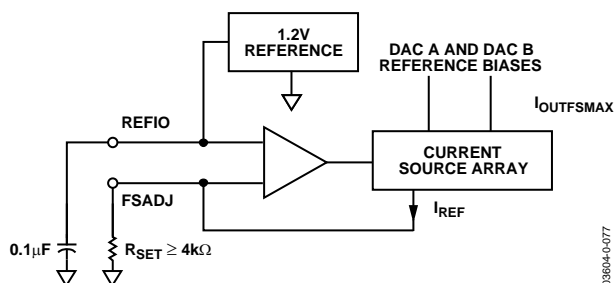 1.2V
REFERENCE
DAC A AND DAC B
REFERENCE BIASES
IOUTFSMAX
REFIO
CURRENT
SOURCE ARRAY
FSADJ
IREF
0.1µF
RSET ≥ 4kΩ
03604-0-077